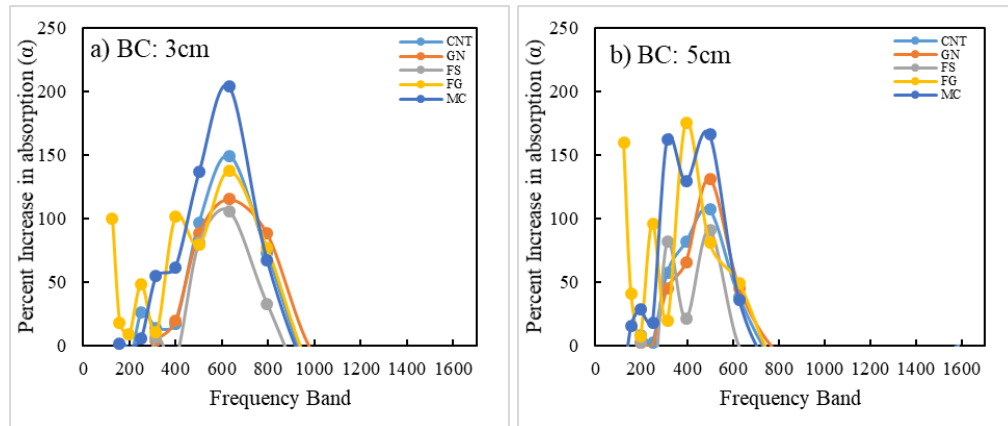 a) BC: 3cm
Percent Increase in absorption (α)
250
200
150
100
50
0
0 200 400 600 800 1000 1200 1400 1600
Frequency Band
CNT
GN
FS
FG
MC
b) BC: 5cm
Percent Increase in absorption (α)
250
200
150
100
50
0
0 200 400 600 800 1000 1200 1400 1600
Frequency Band
CNT
GN
FS
FG
MC